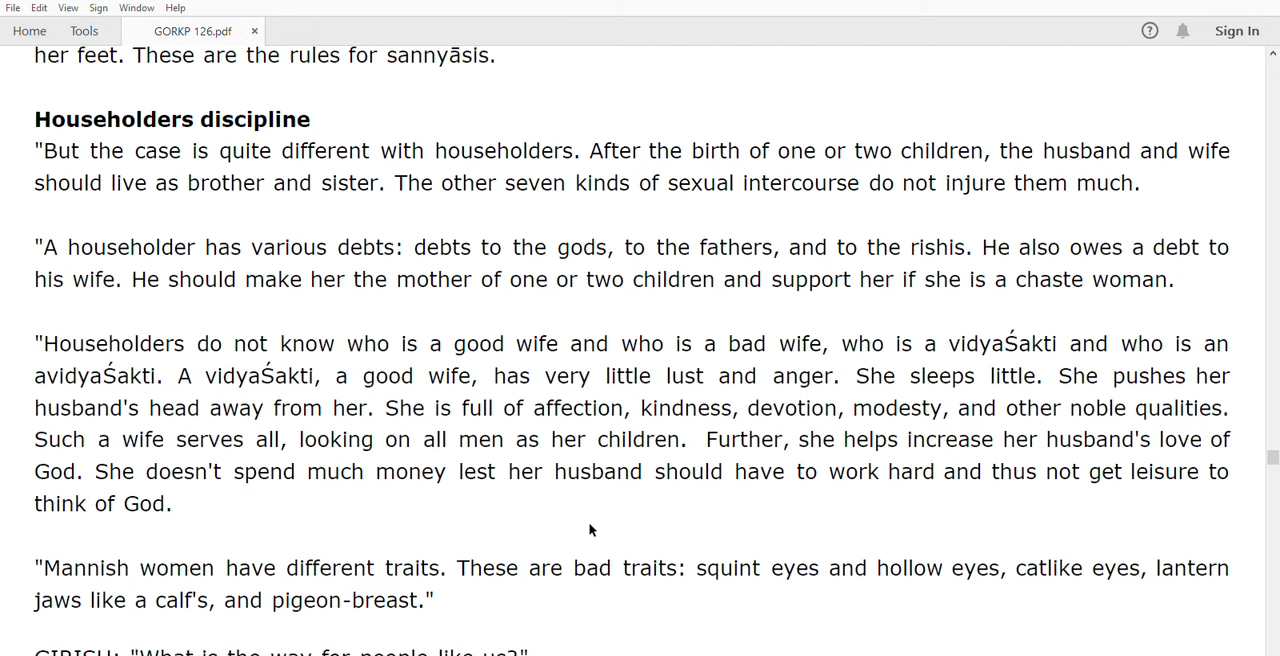 File Edit View Sign Window Help
Home Tools GORKP 126.pdf × ? Sign In
her feet. These are the rules for sannyāsis.
Householders discipline
"But the case is quite different with householders. After the birth of one or two children, the husband and wife
should live as brother and sister. The other seven kinds of sexual intercourse do not injure them much.
"A householder has various debts: debts to the gods, to the fathers, and to the rishis. He also owes a debt to
his wife. He should make her the mother of one or two children and support her if she is a chaste woman.
"Householders do not know who is a good wife and who is a bad wife, who is a vidyaŚakti and who is an
avidyaŚakti. A vidyaŚakti, a good wife, has very little lust and anger. She sleeps little. She pushes her
husband's head away from her. She is full of affection, kindness, devotion, modesty, and other noble qualities.
Such a wife serves all, looking on all men as her children. Further, she helps increase her husband's love of
God. She doesn't spend much money lest her husband should have to work hard and thus not get leisure to
think of God.
"Mannish women have different traits. These are bad traits: squint eyes and hollow eyes, catlike eyes, lantern
jaws like a calf's, and pigeon-breast."
GIRISH: "What is the way for people like us?"